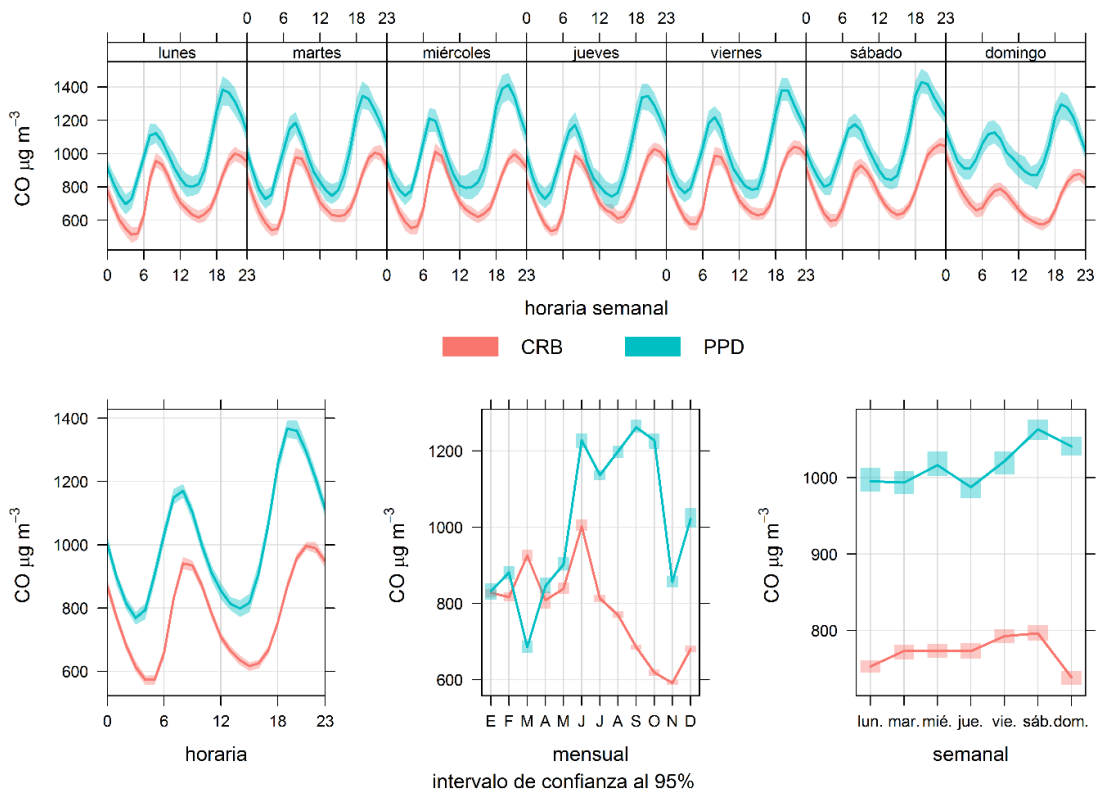 0 6 12 18 23 0 6 12 18 23 0 6 12 18 23
lunes martes miércoles jueves viernes sábado domingo
1400
1200
1000
800
600
CO µg m⁻³
0 6 12 18 23 0 6 12 18 23 0 6 12 18 23 0 6 12 18 23
horaria semanal
CRB PPD
1400
1200
1000
800
600
CO µg m⁻³
0 6 12 18 23
horaria
1200
1000
800
600
CO µg m⁻³
E F M A M J J A S O N D
mensual
1000
900
800
CO µg m⁻³
lun. mar. mié. jue. vie. sáb. dom.
semanal
intervalo de confianza al 95%